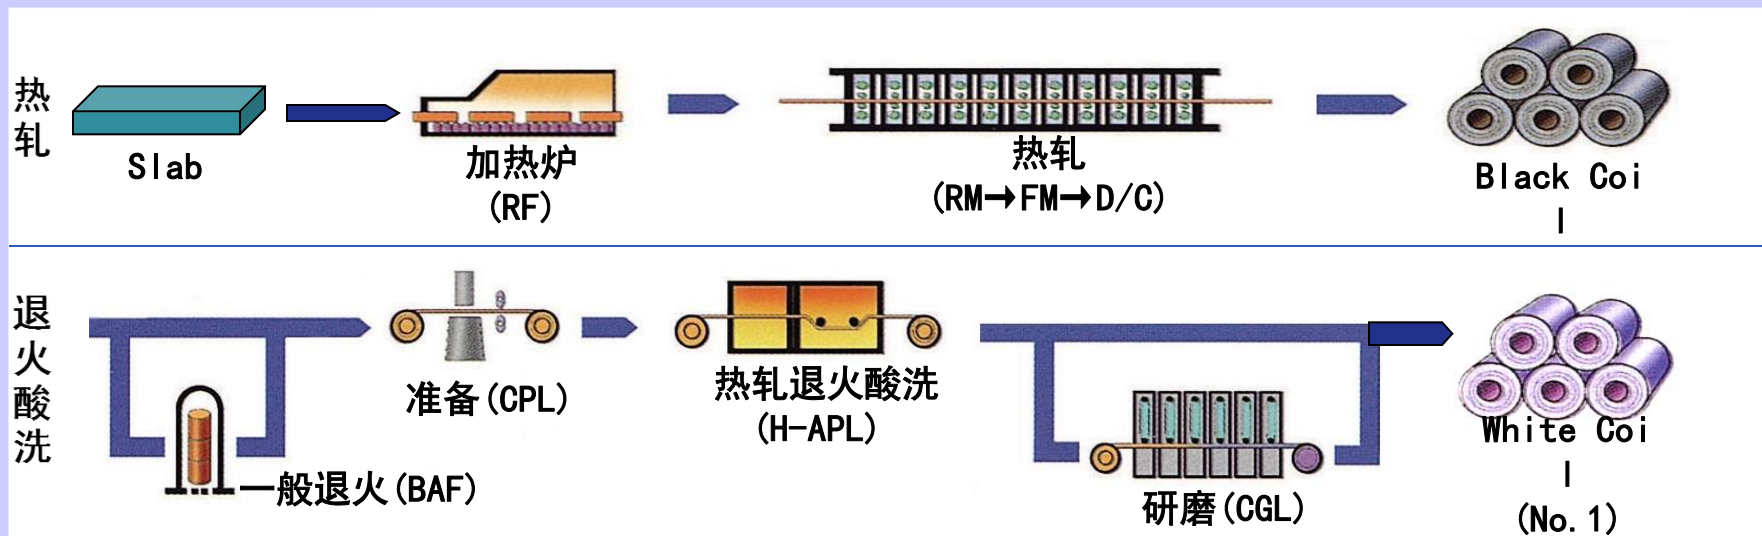 热
轧
Slab
加热炉
(RF)
热轧
(RM→FM→D/C)
Black Coi
l
退
火
酸
洗
一般退火(BAF)
准备(CPL)
热轧退火酸洗
(H-APL)
研磨(CGL)
White Coi
l
(No.1)